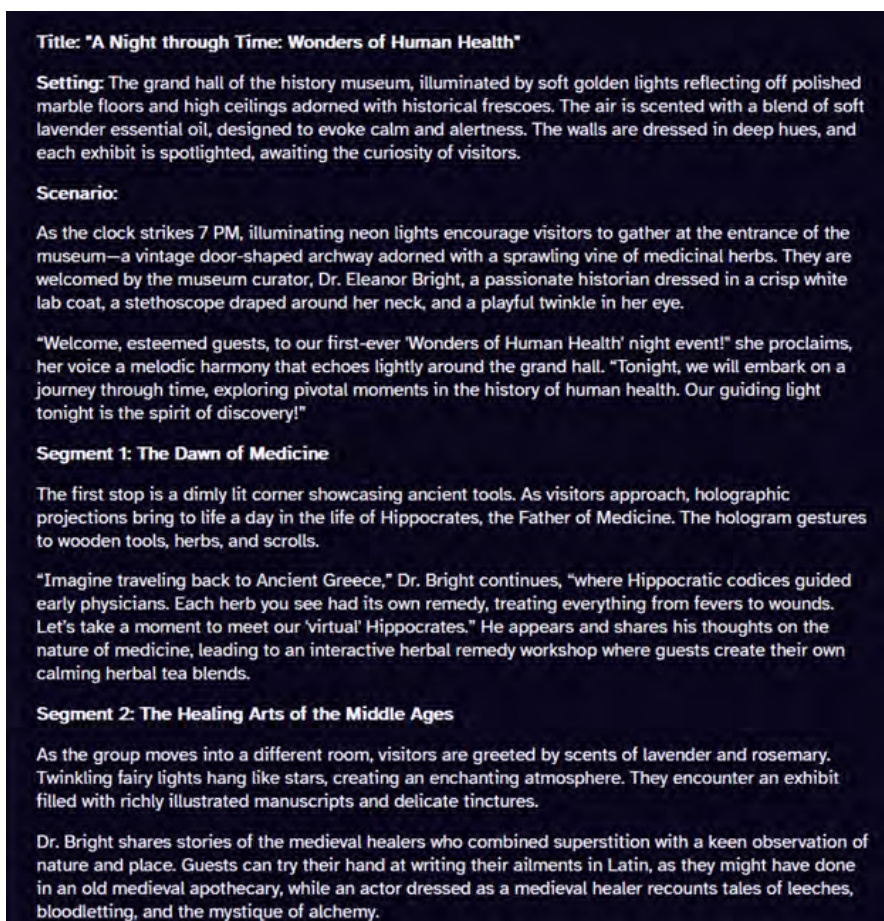 Title: "A Night through Time: Wonders of Human Health"
Setting: The grand hall of the history museum, illuminated by soft golden lights reflecting off polished
marble floors and high ceilings adorned with historical frescoes. The air is scented with a blend of soft
lavender essential oil, designed to evoke calm and alertness. The walls are dressed in deep hues, and
each exhibit is spotlighted, awaiting the curiosity of visitors.
Scenario:
As the clock strikes 7 PM, illuminating neon lights encourage visitors to gather at the entrance of the
museum—a vintage door-shaped archway adorned with a sprawling vine of medicinal herbs. They are
welcomed by the museum curator, Dr. Eleanor Bright, a passionate historian dressed in a crisp white
lab coat, a stethoscope draped around her neck, and a playful twinkle in her eye.
“Welcome, esteemed guests, to our first-ever 'Wonders of Human Health' night event!” she proclaims,
her voice a melodic harmony that echoes lightly around the grand hall. “Tonight, we will embark on a
journey through time, exploring pivotal moments in the history of human health. Our guiding light
tonight is the spirit of discovery!”
Segment 1: The Dawn of Medicine
The first stop is a dimly lit corner showcasing ancient tools. As visitors approach, holographic
projections bring to life a day in the life of Hippocrates, the Father of Medicine. The hologram gestures
to wooden tools, herbs, and scrolls.
“Imagine traveling back to Ancient Greece,” Dr. Bright continues, “where Hippocratic codices guided
early physicians. Each herb you see had its own remedy, treating everything from fevers to wounds.
Let’s take a moment to meet our 'virtual' Hippocrates.” He appears and shares his thoughts on the
nature of medicine, leading to an interactive herbal remedy workshop where guests create their own
calming herbal tea blends.
Segment 2: The Healing Arts of the Middle Ages
As the group moves into a different room, visitors are greeted by scents of lavender and rosemary.
Twinkling fairy lights hang like stars, creating an enchanting atmosphere. They encounter an exhibit
filled with richly illustrated manuscripts and delicate tinctures.
Dr. Bright shares stories of the medieval healers who combined superstition with a keen observation of
nature and place. Guests can try their hand at writing their ailments in Latin, as they might have done
in an old medieval apothecary, while an actor dressed as a medieval healer recounts tales of leeches,
bloodletting, and the mystique of alchemy.